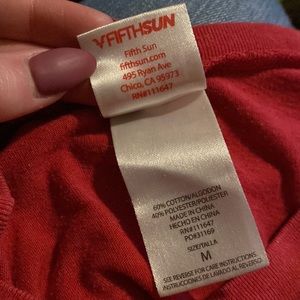 FIFTHSUN
Fifth Sun
fifthsun.com
495 Ryan Ave
Chico, CA 95973
RN#111647
60% COTTON/ALGODON
40% POLYESTER/POLIESTER
MADE IN CHINA
HECHO EN CHINA
RN#111647
PO#31169
SIZE/TALLA
M
SEE REVERSE FOR CARE INSTRUCTIONS
INSTRUCCIONES DE LAVADO AL REVERSO